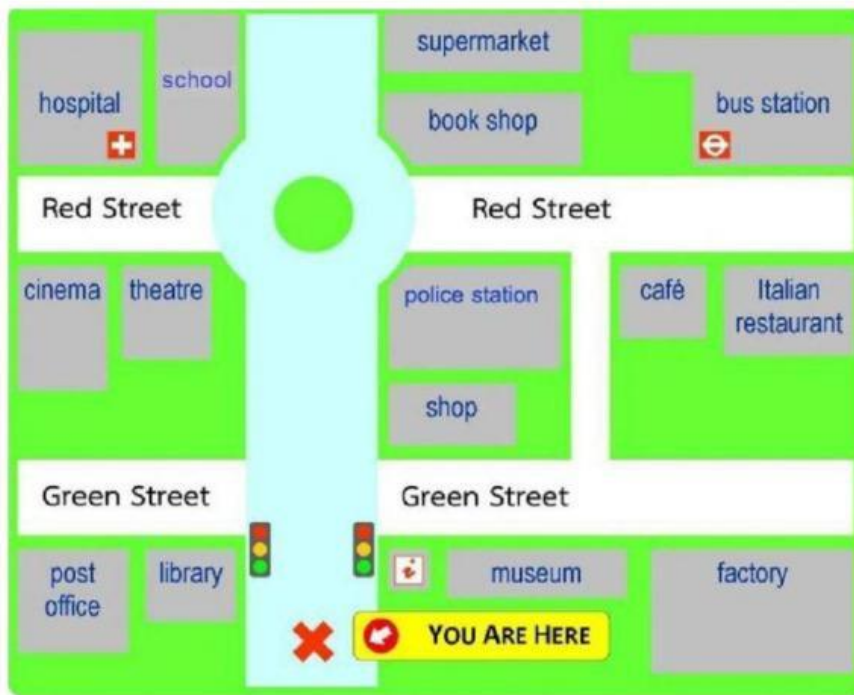 supermarket
school
hospital
book shop
bus station
Red Street
Red Street
cinema
theatre
police station
café
Italian
restaurant
shop
Green Street
Green Street
post
office
library
i
museum
factory
YOU ARE HERE